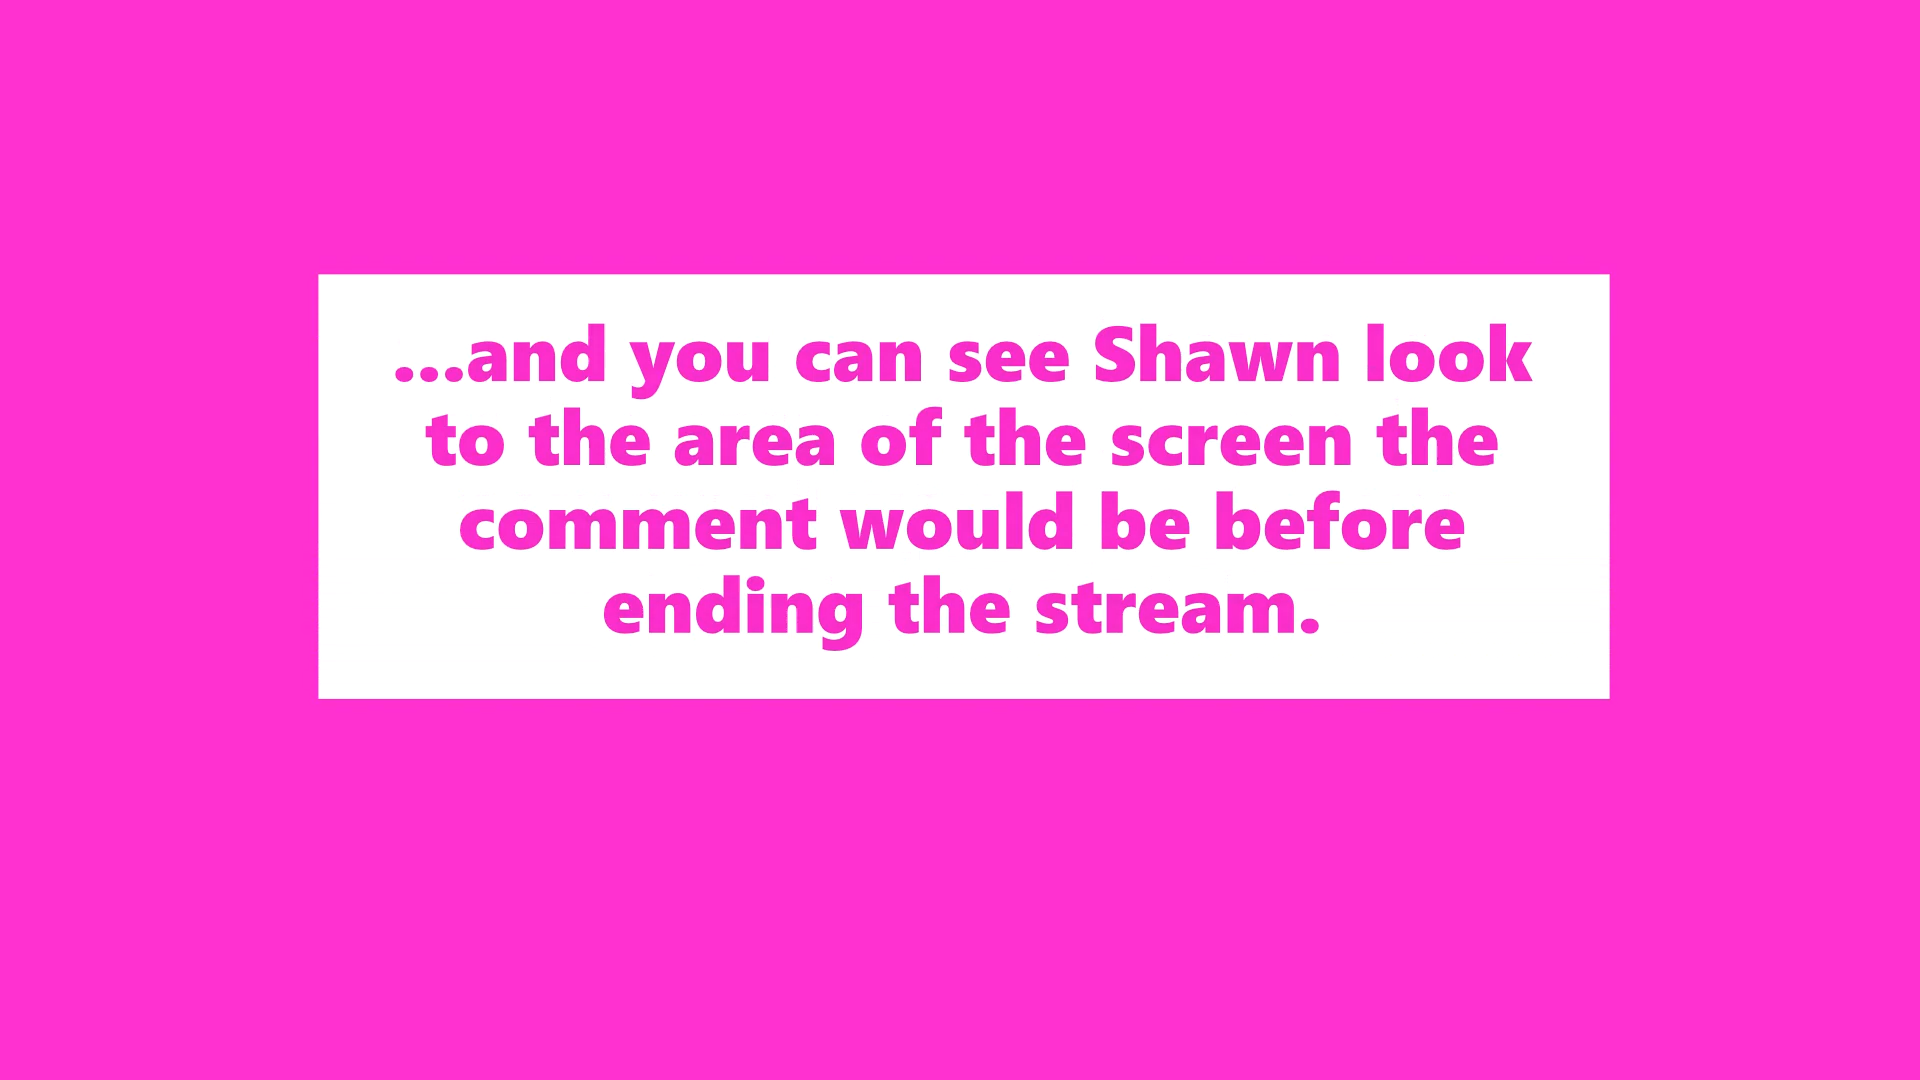 ...and you can see Shawn look
to the area of the screen the
comment would be before
ending the stream.